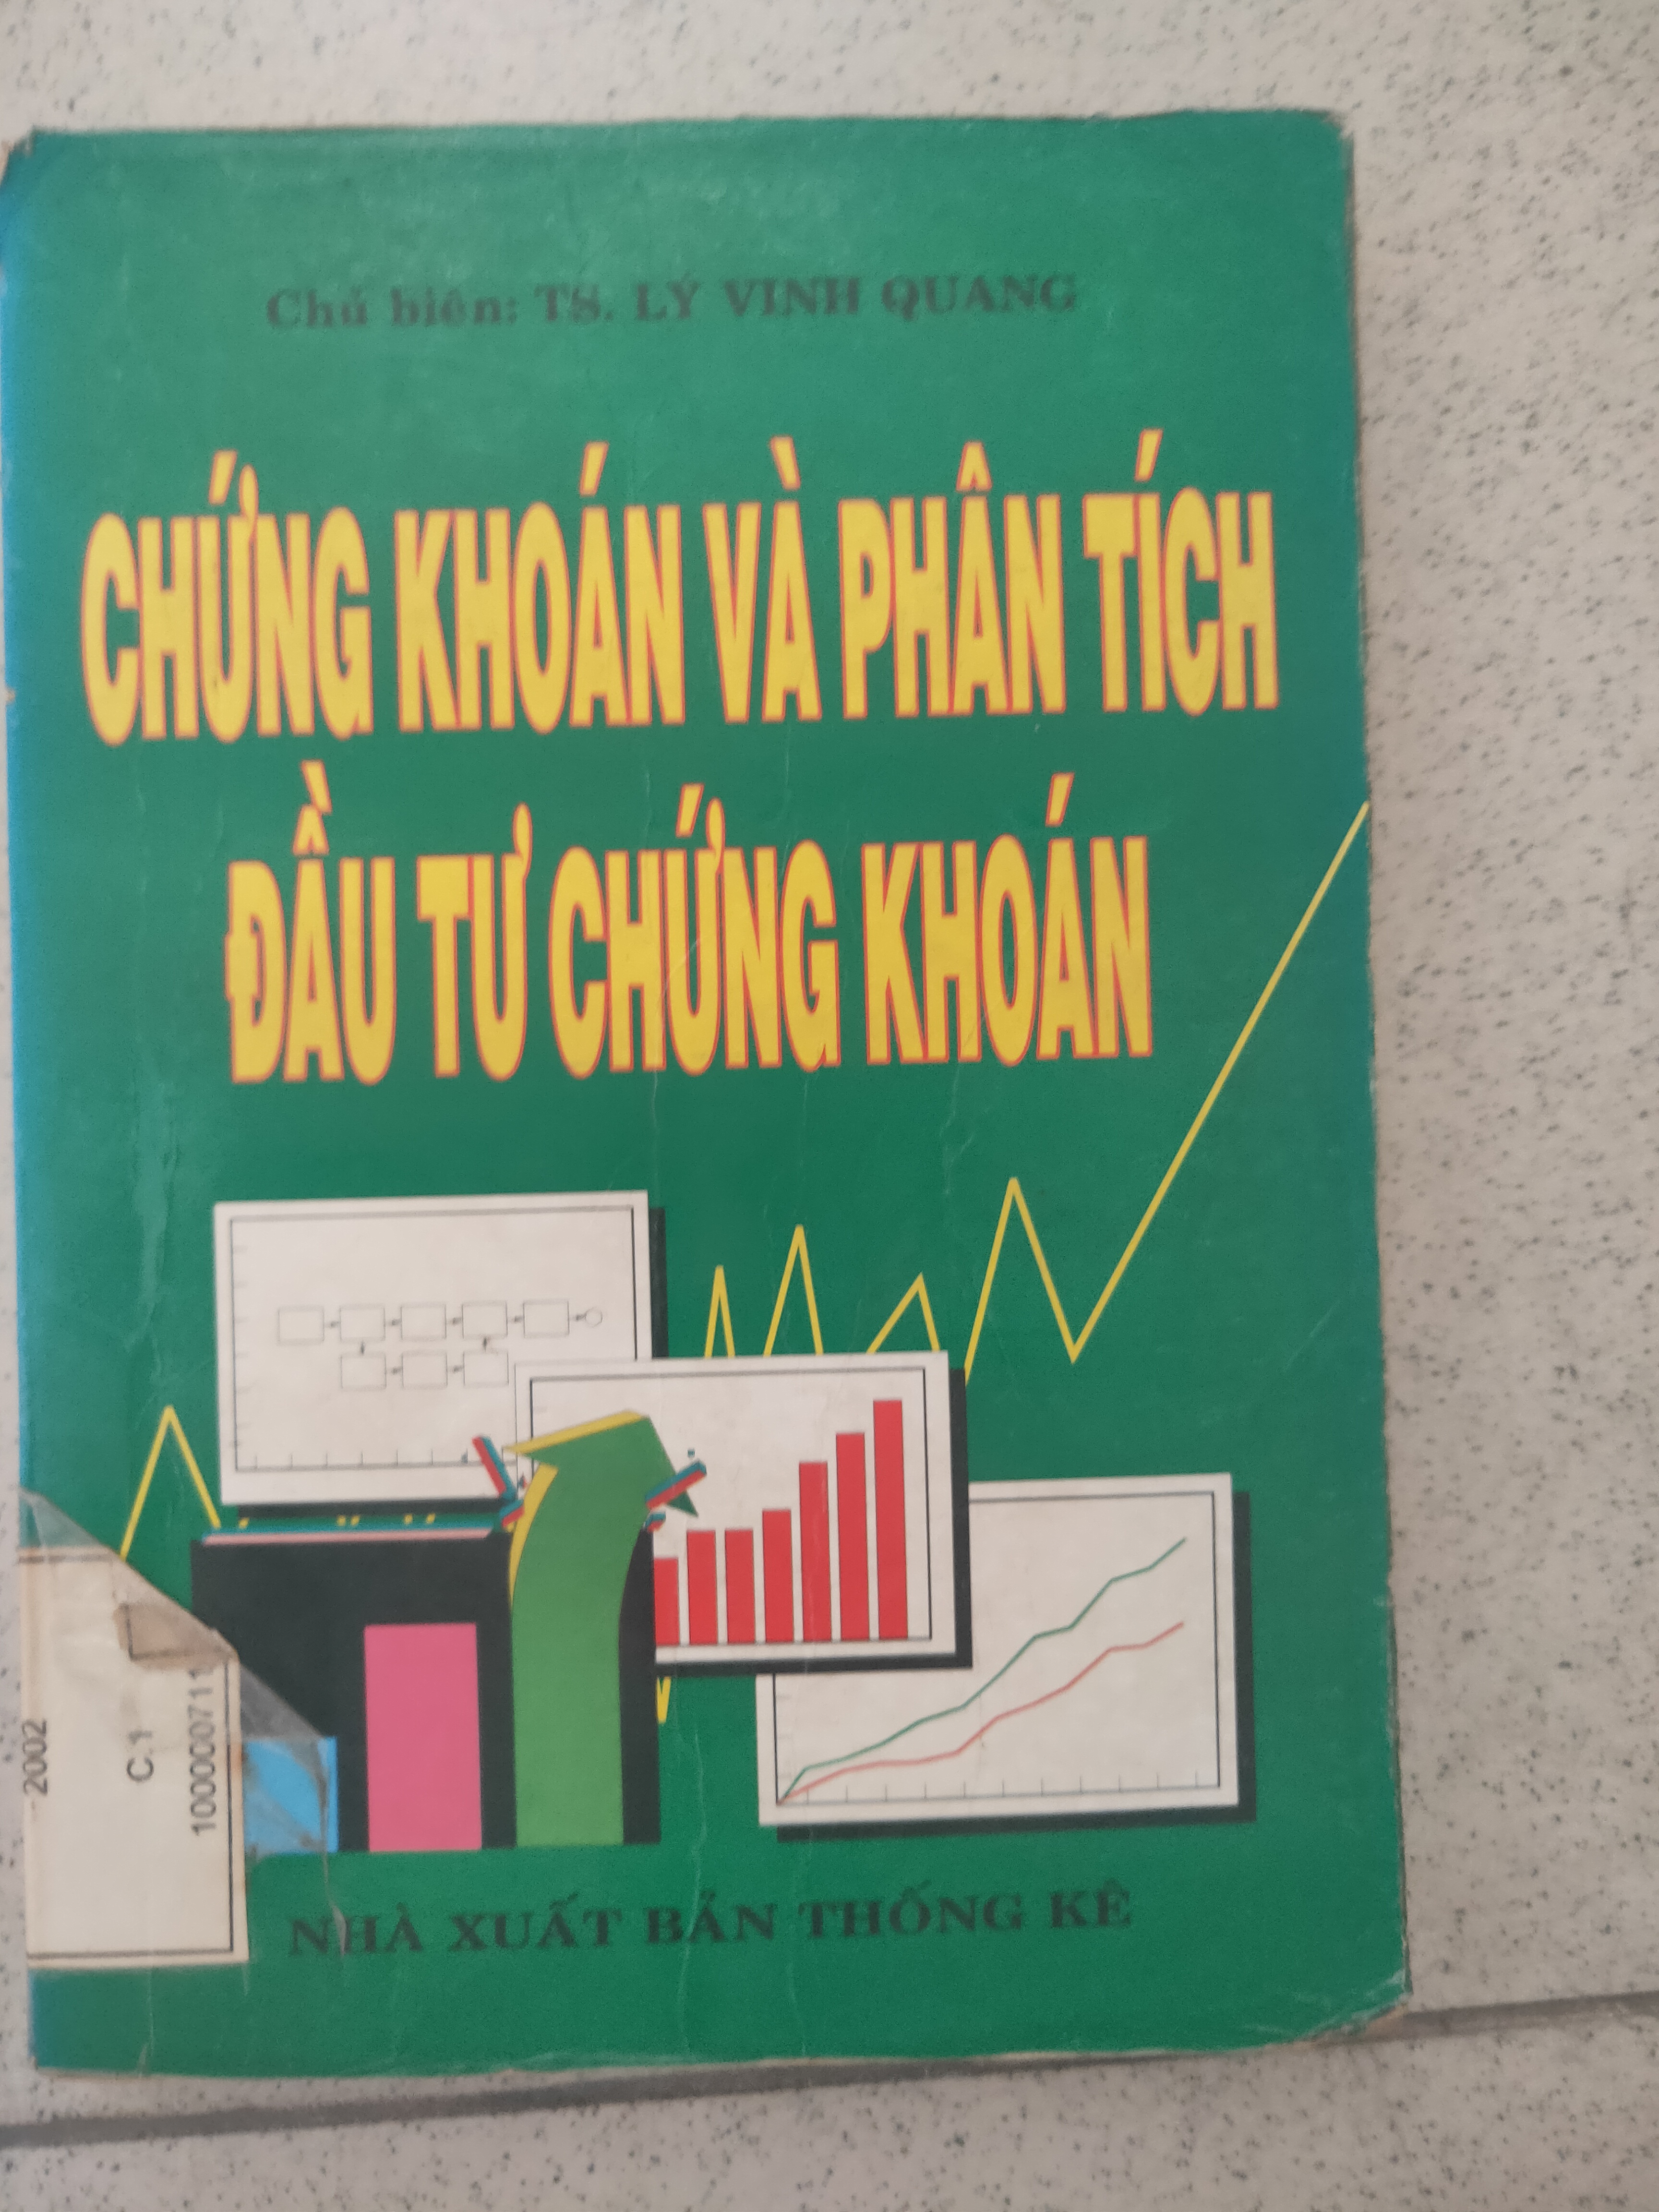 Chủ biên: TS. LÝ VINH QUANG
CHỨNG KHOÁN VÀ PHÂN TÍCH
ĐẦU TƯ CHỨNG KHOÁN
2002
C.1
NHÀ XUẤT BẢN THỐNG KÊ